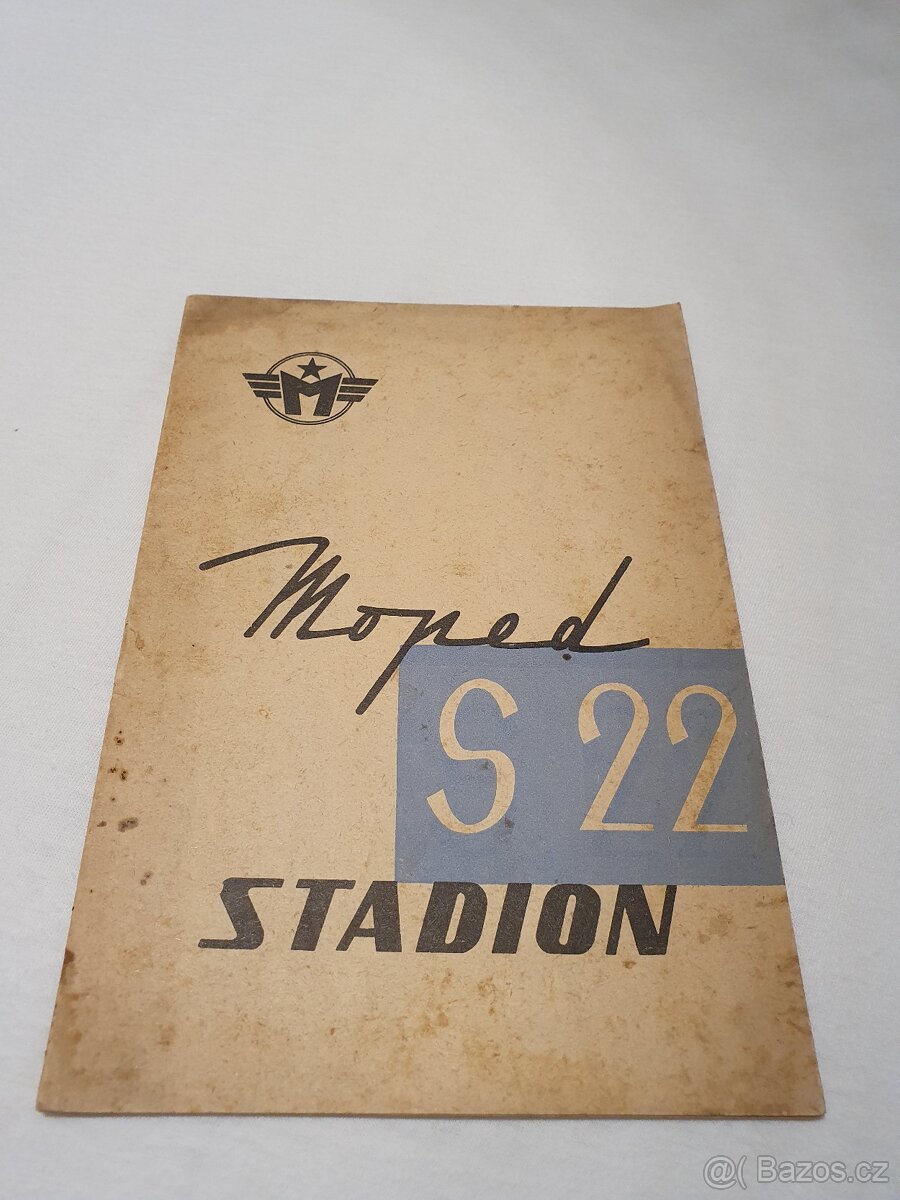 M
Moped
S 22
STADION
@( Bazos.cz